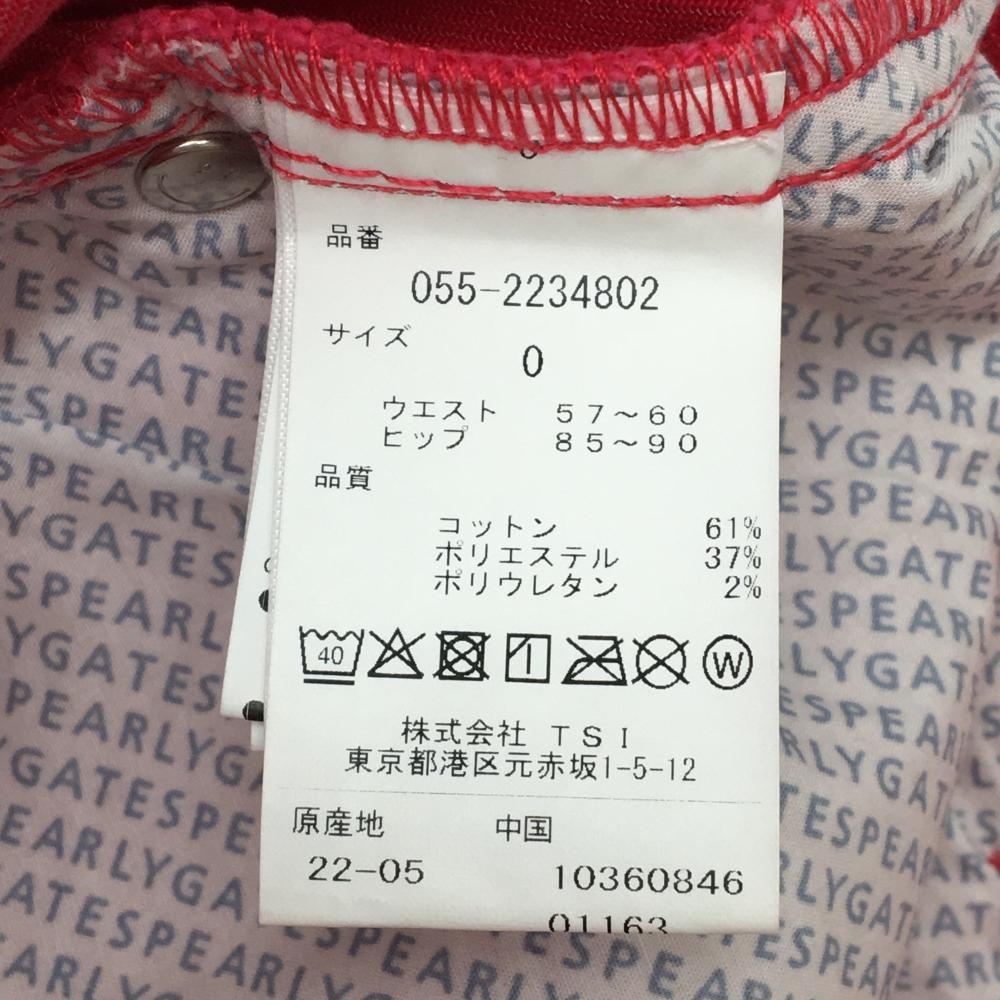 品番
055-2234802
サイズ
0
ウエスト 57～60
ヒップ 85～90
品質
コットン 61%
ポリエステル 37%
ポリウレタン 2%
40
W
株式会社 TSI
東京都港区元赤坂1-5-12
原産地 中国
22-05 10360846
01163
PEARLYGATES